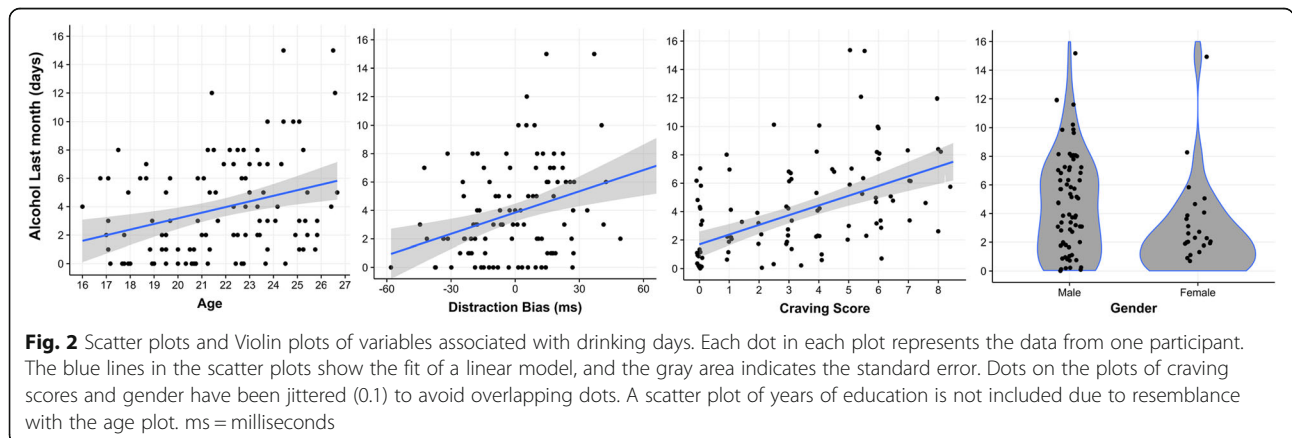 Alcohol Last month (days)
16
14
12
10
8
6
4
2
0
16 17 18 19 20 21 22 23 24 25 26 27
Age
16
14
12
10
8
6
4
2
0
-60 -30 0 30 60
Distraction Bias (ms)
16
14
12
10
8
6
4
2
0
0 1 2 3 4 5 6 7 8
Craving Score
16
14
12
10
8
6
4
2
0
Male Female
Gender
Fig. 2 Scatter plots and Violin plots of variables associated with drinking days. Each dot in each plot represents the data from one participant.
The blue lines in the scatter plots show the fit of a linear model, and the gray area indicates the standard error. Dots on the plots of craving
scores and gender have been jittered (0.1) to avoid overlapping dots. A scatter plot of years of education is not included due to resemblance
with the age plot. ms = milliseconds